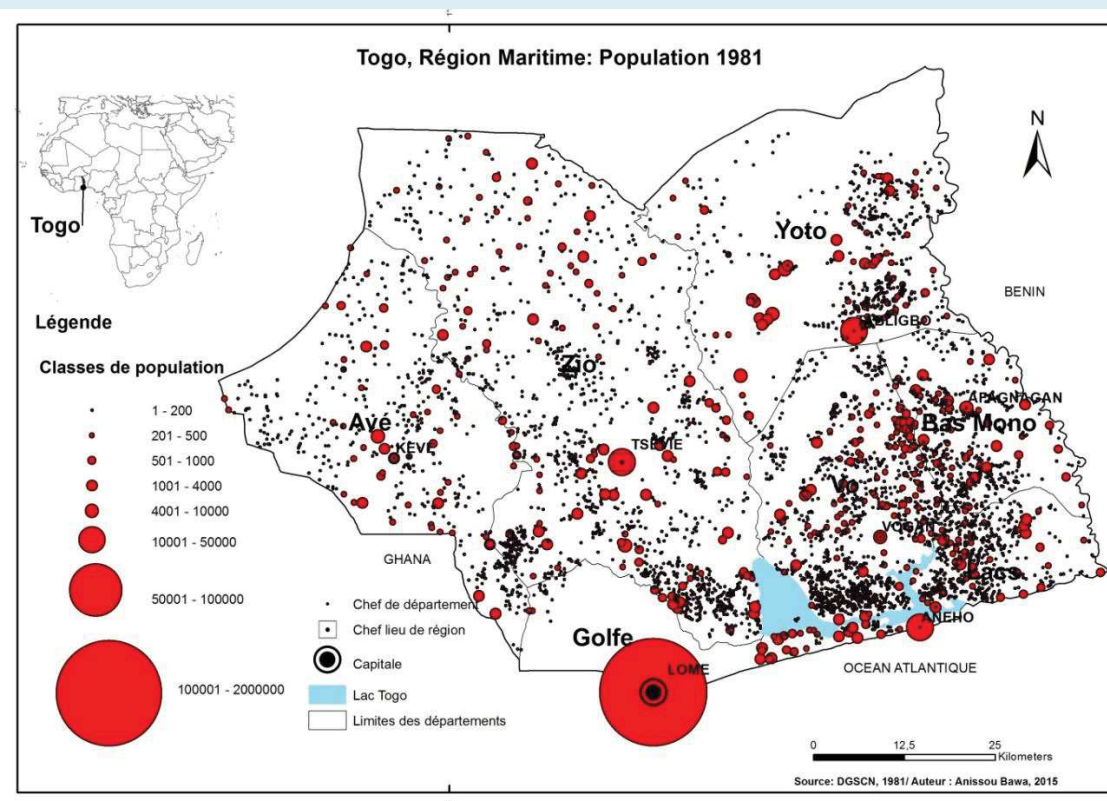 Togo, Région Maritime: Population 1981
N
Togo
Yoto
BENIN
TABLIGBO
Légende
Classes de population
1 - 200
201 - 500
501 - 1000
1001 - 4000
4001 - 10000
10001 - 50000
50001 - 100000
100001 - 2000000
Zio
AFAGNAGAN
Bas Mono
Avé
KEVE
TSEVIE
Vo
VOGAN
GHANA
Lacs
Chef de département
Chef lieu de région
Capitale
Lac Togo
Limites des départements
Golfe
LOME
ANEHO
OCEAN ATLANTIQUE
0 12,5 25
Kilometers
Source: DGSCN, 1981/ Auteur : Anissou Bawa, 2015